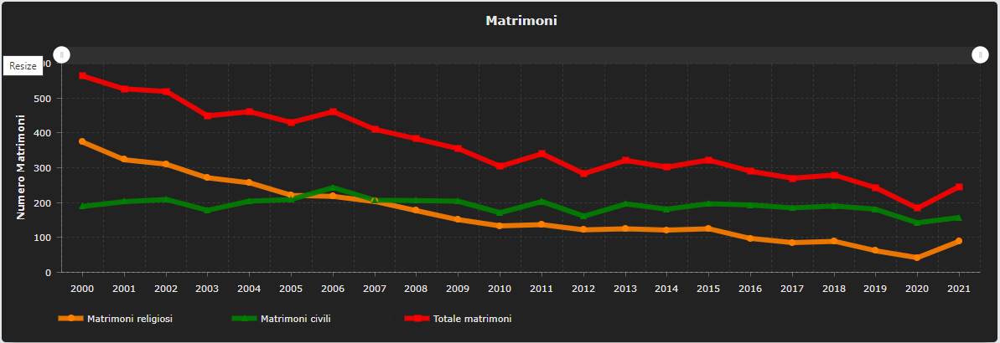 Matrimoni
Resize
00
500
400
300
200
100
0
Numero Matrimoni
2000 2001 2002 2003 2004 2005 2006 2007 2008 2009 2010 2011 2012 2013 2014 2015 2016 2017 2018 2019 2020 2021
Matrimoni religiosi Matrimoni civili Totale matrimoni